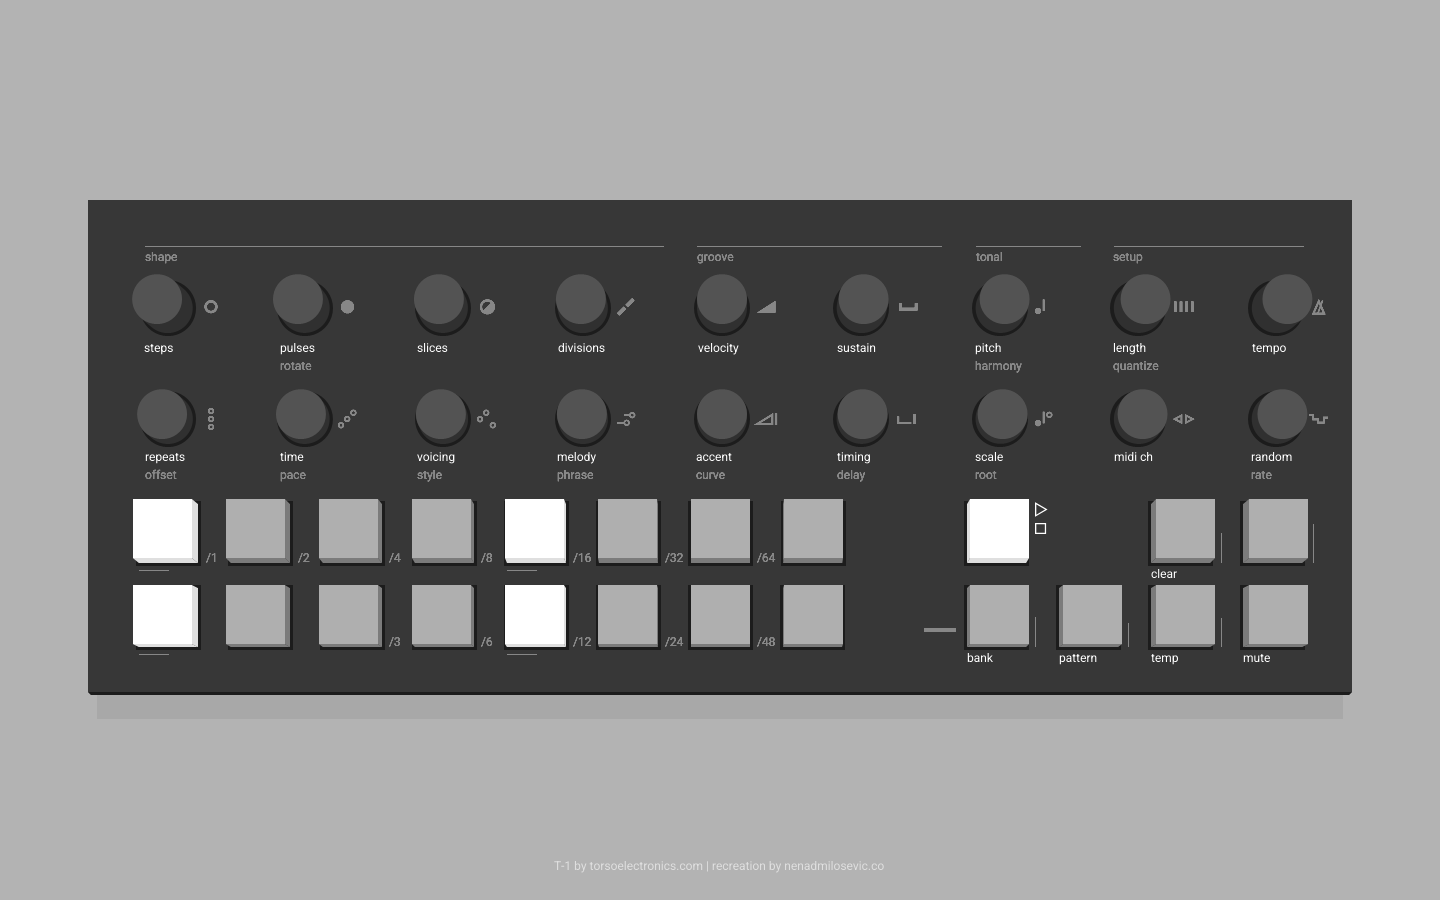 shape groove tonal setup
steps pulses slices divisions velocity sustain pitch length tempo
rotate harmony quantize
repeats time voicing melody accent timing scale midi ch random
offset pace style phrase curve delay root rate
/1 /2 /4 /8 /16 /32 /64
clear
/3 /6 /12 /24 /48
bank pattern temp mute
T-1 by torsoelectronics.com | recreation by nenadmilosevic.co